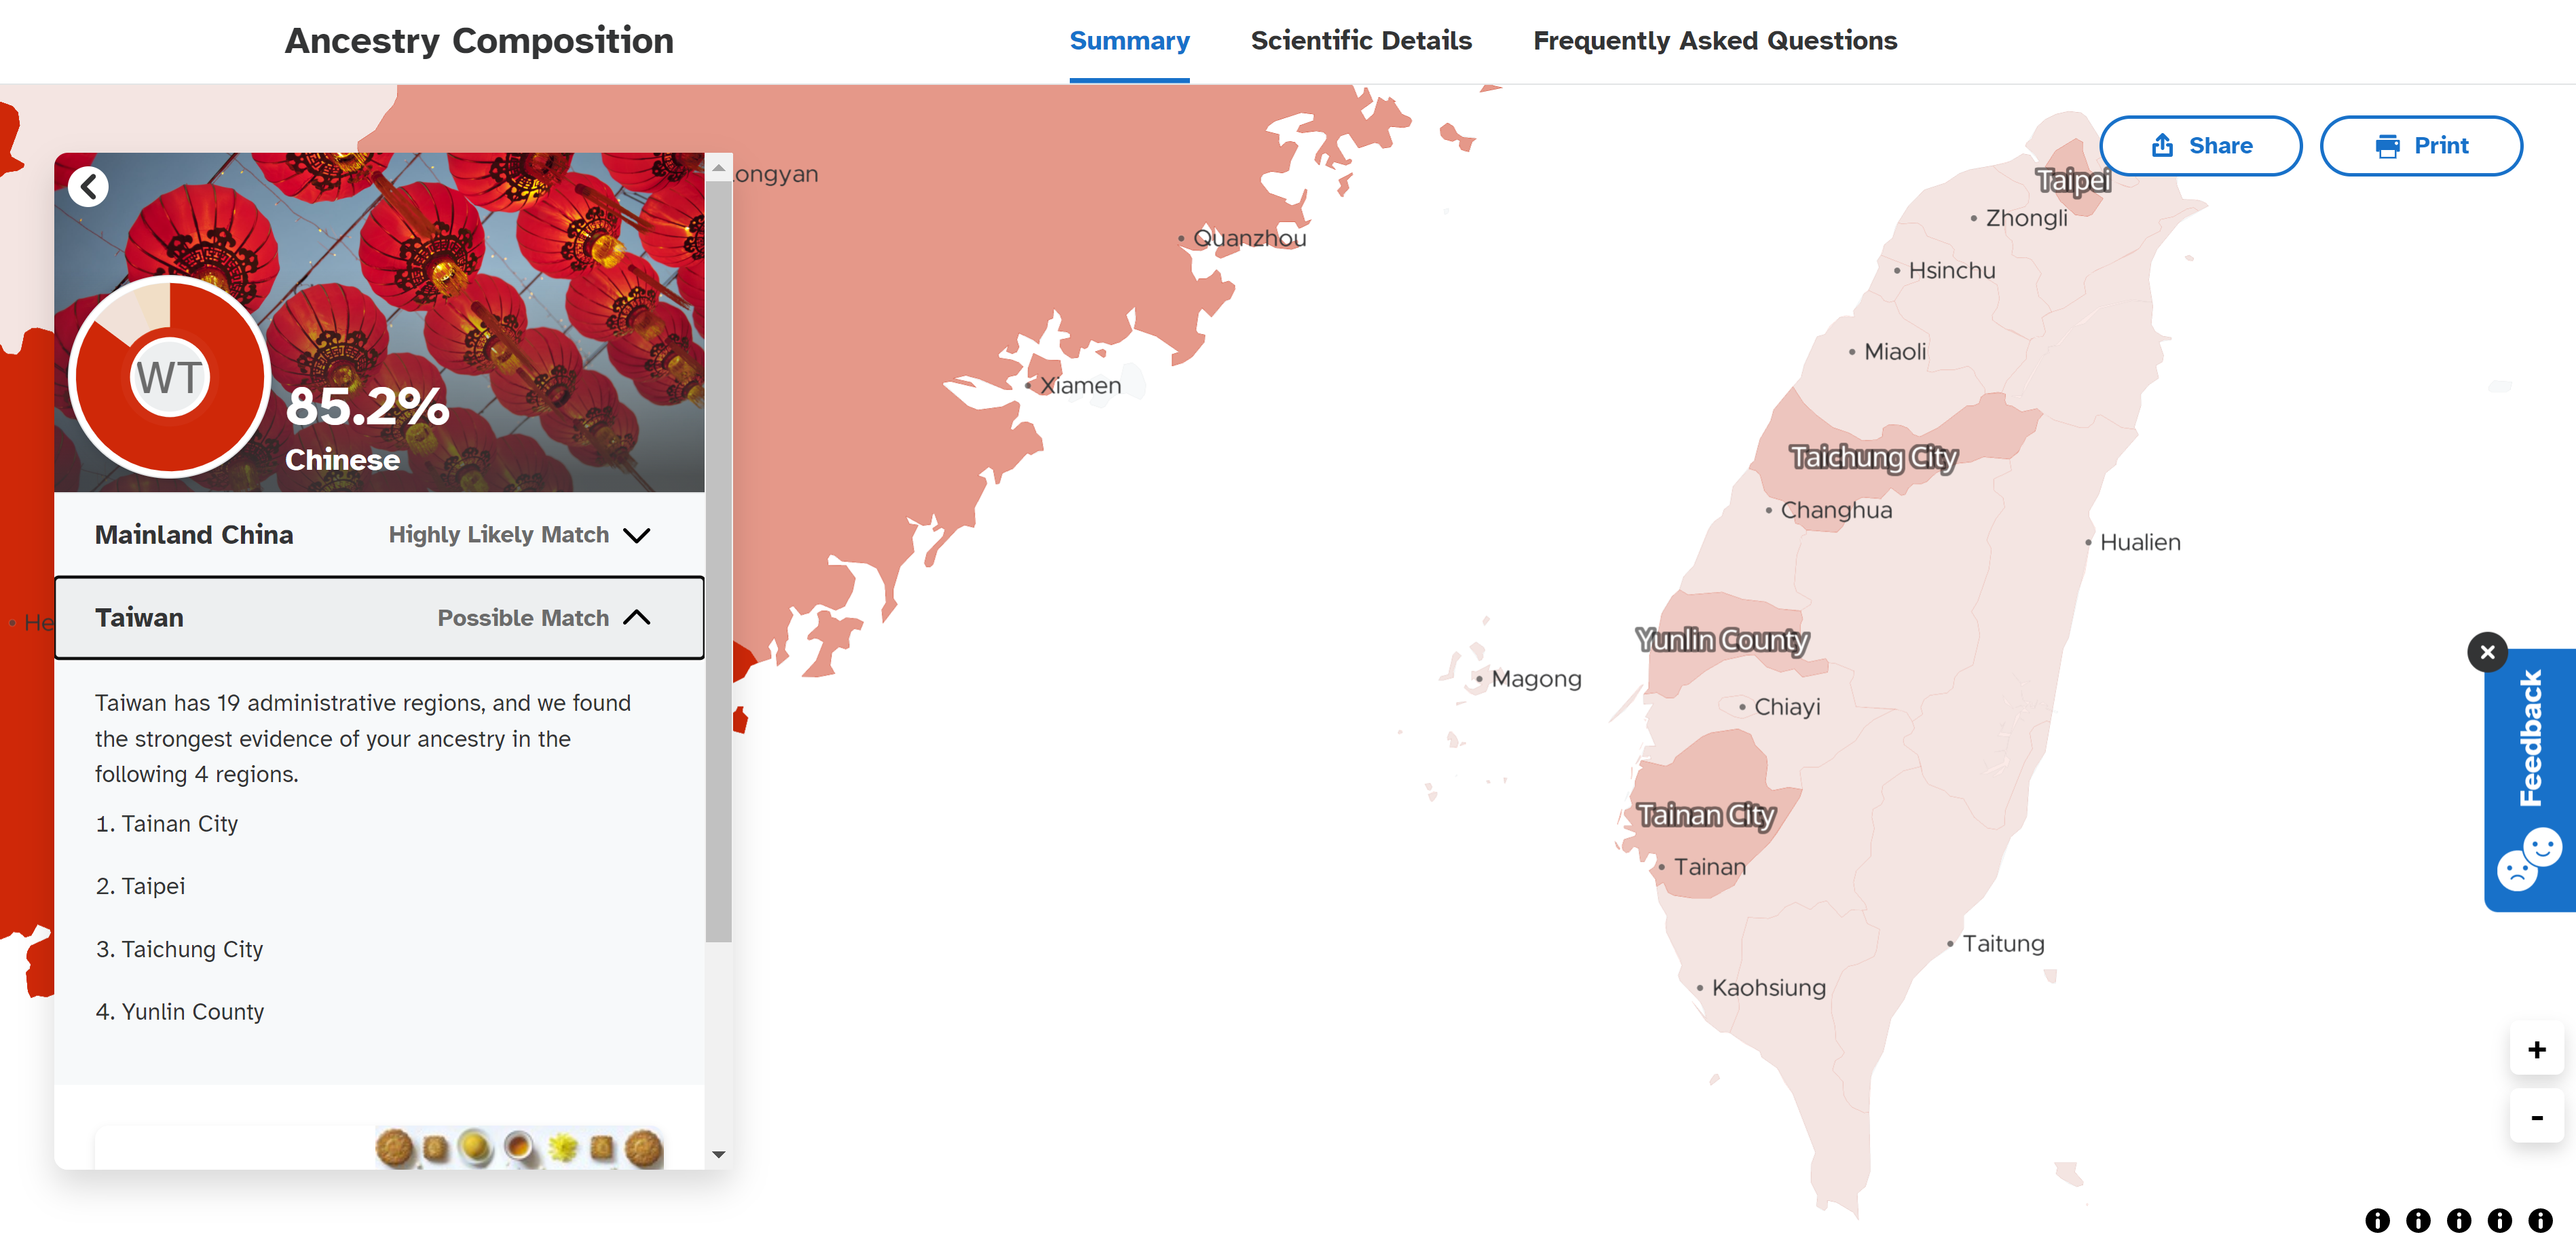 Ancestry Composition
Summary
Scientific Details
Frequently Asked Questions
Share
Print
WT
85.2%
Chinese
Mainland China
Highly Likely Match
Taiwan
Possible Match
Taiwan has 19 administrative regions, and we found
the strongest evidence of your ancestry in the
following 4 regions.
1. Tainan City
2. Taipei
3. Taichung City
4. Yunlin County
ongyan
Quanzhou
Xiamen
He
Taipei
Zhongli
Hsinchu
Miaoli
Taichung City
Changhua
Hualien
Yunlin County
Magong
Chiayi
Tainan City
Tainan
Taitung
Kaohsiung
Feedback
+
-